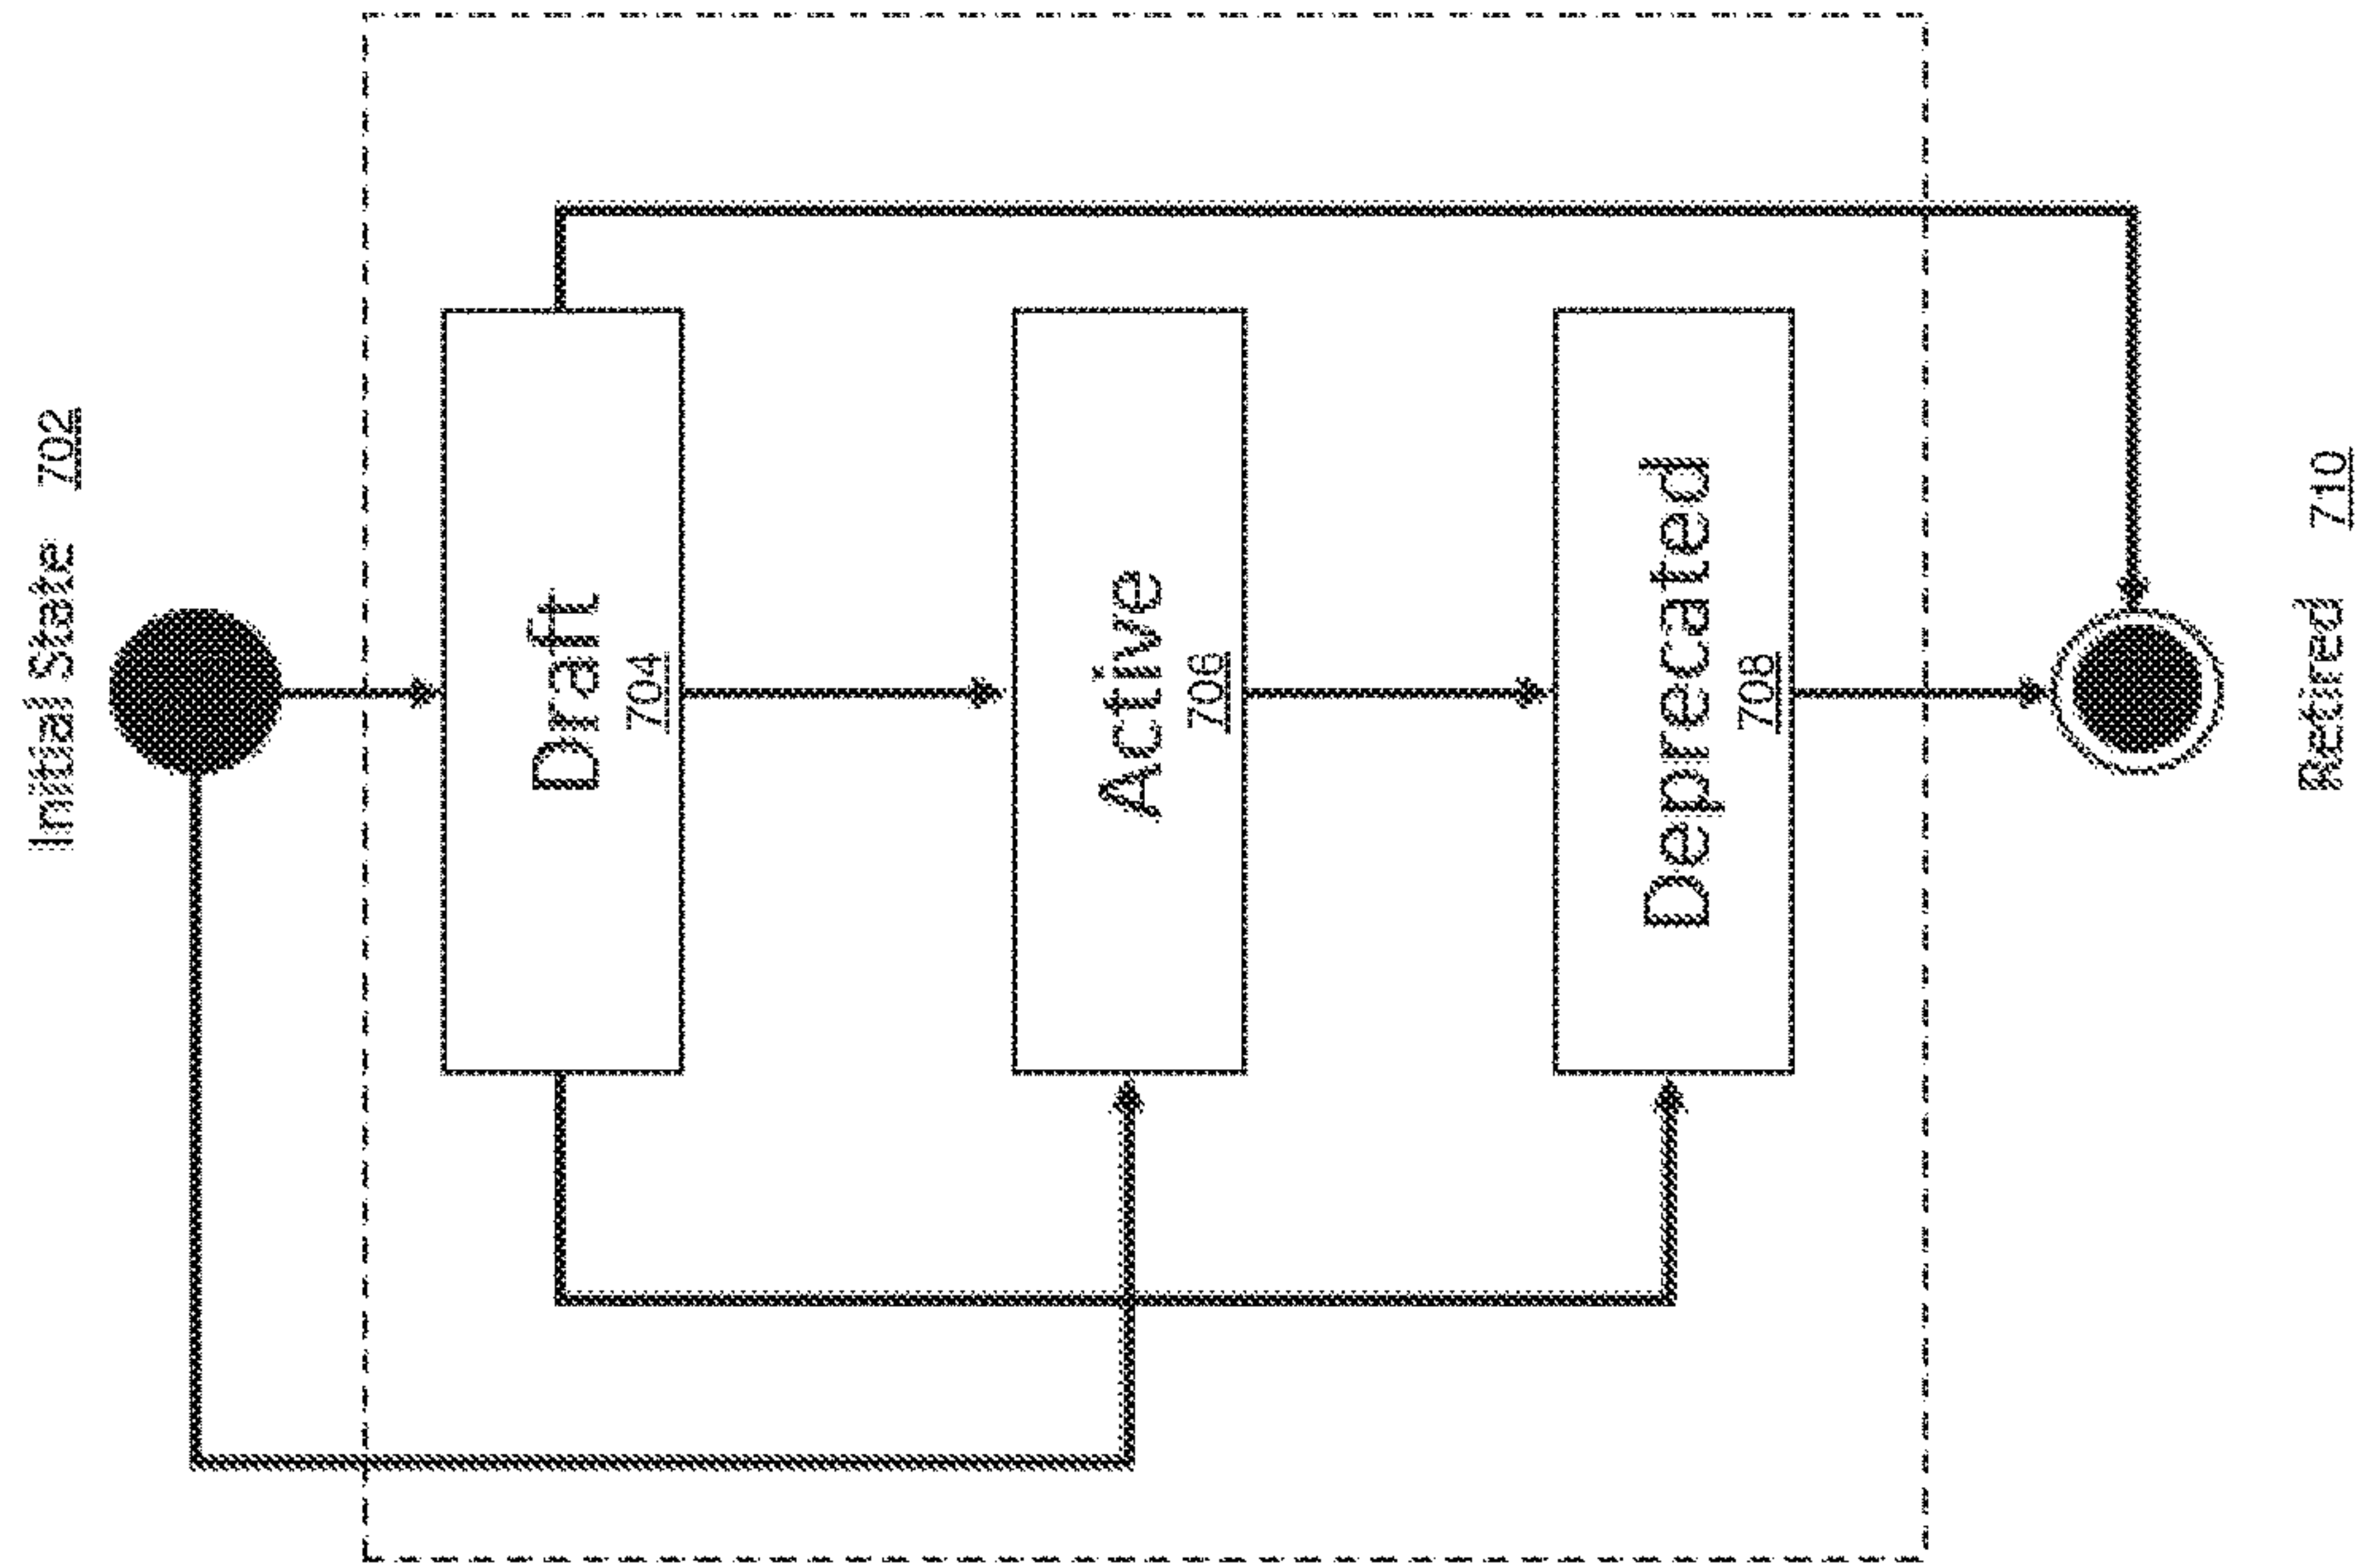 Initial State 702
Draft
704
Active
706
Deprecated
708
Retired 710